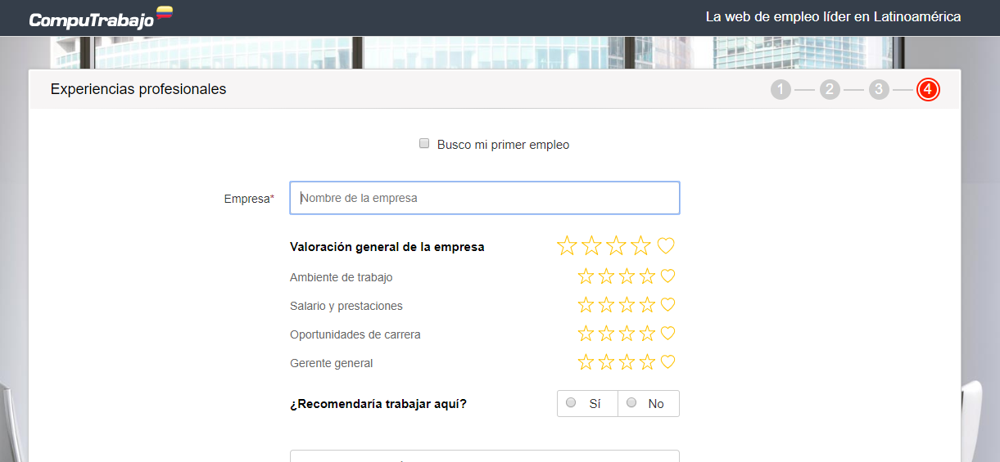 CompuTrabajo
La web de empleo líder en Latinoamérica
Experiencias profesionales
1 2 3 4
Busco mi primer empleo
Empresa*
Nombre de la empresa
Valoración general de la empresa
Ambiente de trabajo
Salario y prestaciones
Oportunidades de carrera
Gerente general
¿Recomendaría trabajar aquí?
Sí
No